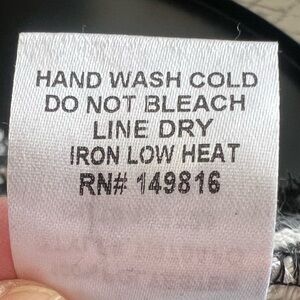 HAND WASH COLD
DO NOT BLEACH
LINE DRY
IRON LOW HEAT
RN# 149816